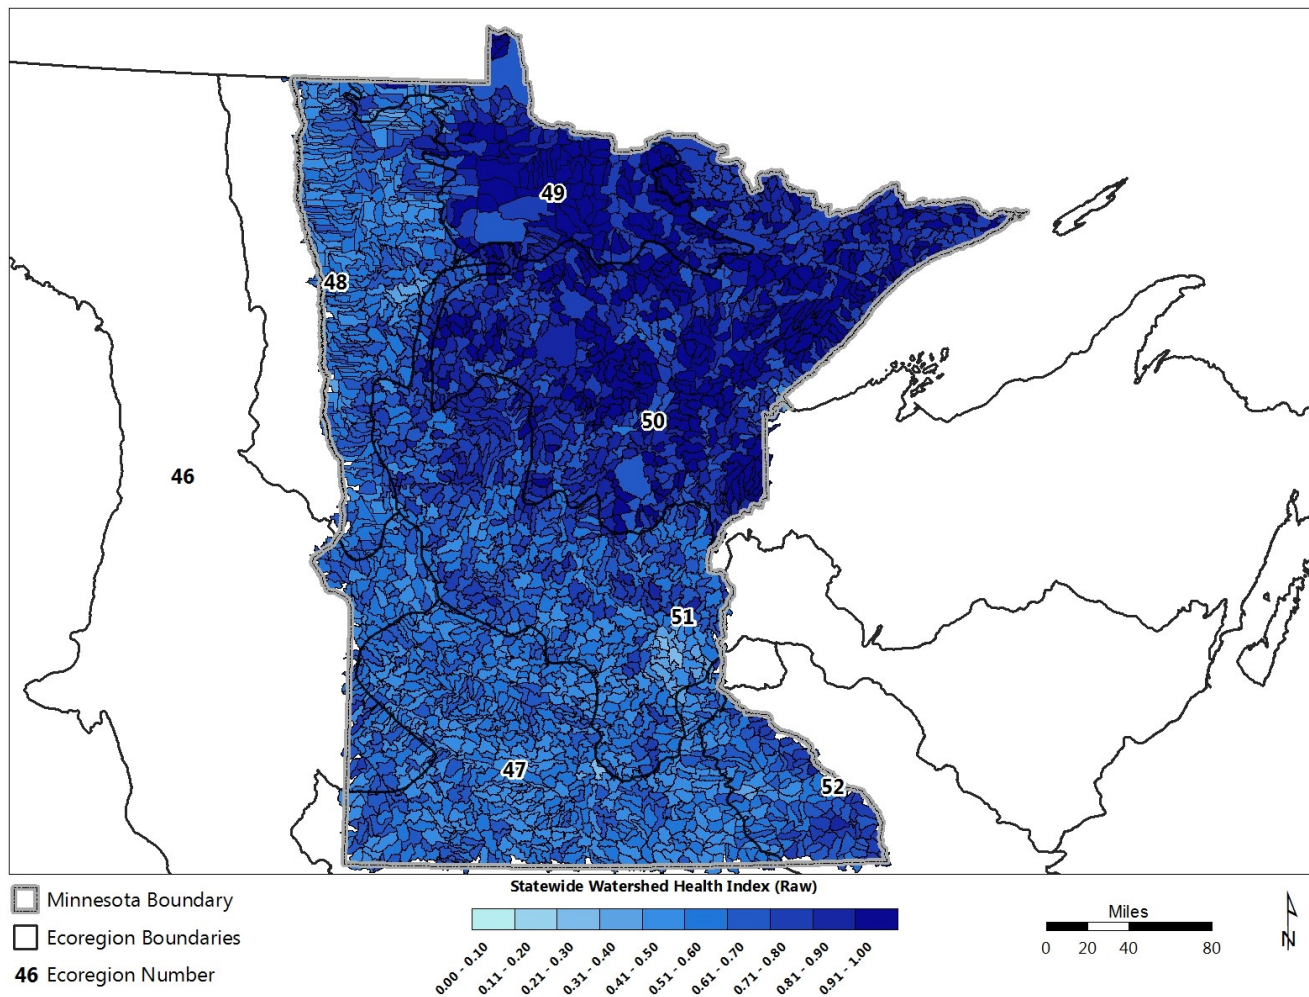 49
48
50
46
51
47
52
Statewide Watershed Health Index (Raw)
0.00 - 0.10
0.11 - 0.20
0.21 - 0.30
0.31 - 0.40
0.41 - 0.50
0.51 - 0.60
0.61 - 0.70
0.71 - 0.80
0.81 - 0.90
0.91 - 1.000
Minnesota Boundary
Ecoregion Boundaries
46 Ecoregion Number
Miles
0 20 40 80
N